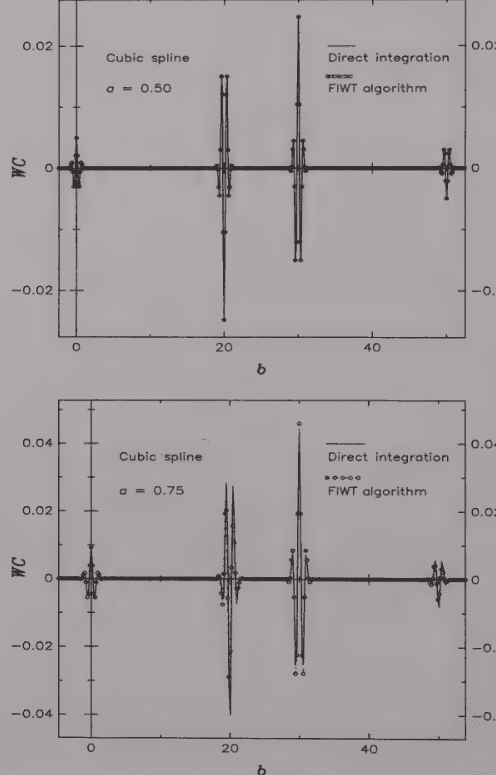 0.02
Cubic spline
a = 0.50
Direct integration
FIWT algorithm
WC
0
−0.02
0
20
40
b
0.04
Cubic spline
a = 0.75
Direct integration
FIWT algorithm
0.02
WC
0
−0.02
−0.04
0
20
40
b